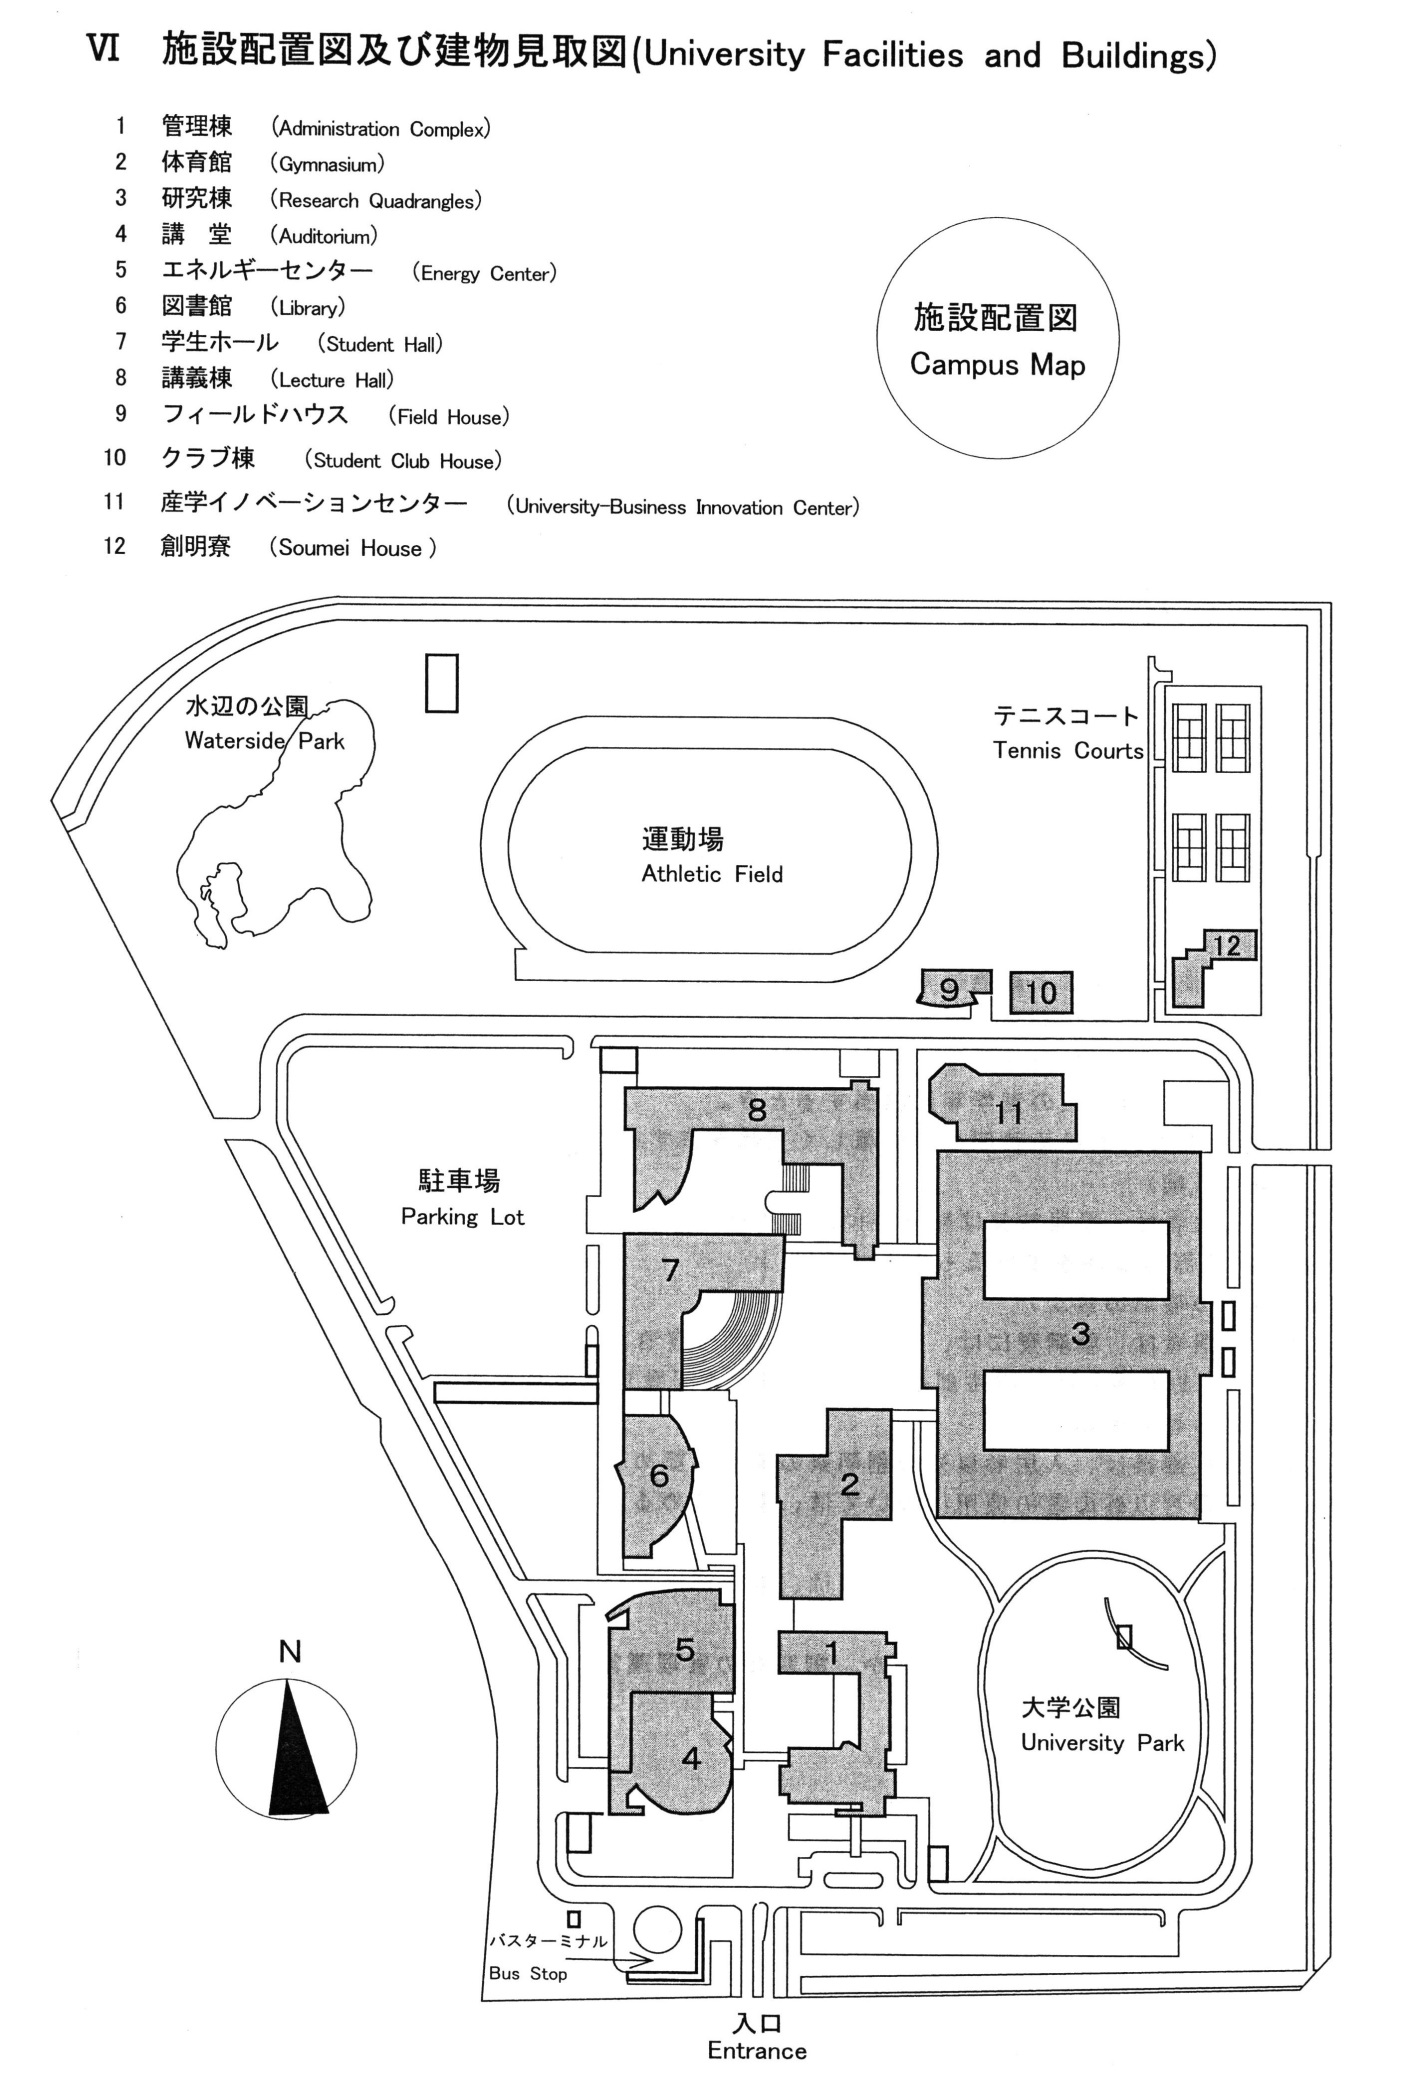 Ⅵ 施設配置図及び建物見取図(University Facilities and Buildings)
1 管理棟 (Administration Complex)
2 体育館 (Gymnasium)
3 研究棟 (Research Quadrangles)
4 講 堂 (Auditorium)
5 エネルギーセンター (Energy Center)
6 図書館 (Library)
7 学生ホール (Student Hall)
8 講義棟 (Lecture Hall)
9 フィールドハウス (Field House)
10 クラブ棟 (Student Club House)
11 産学イノベーションセンター (University-Business Innovation Center)
12 創明寮 (Soumei House )
施設配置図
Campus Map
水辺の公園
Waterside Park
テニスコート
Tennis Courts
運動場
Athletic Field
12
9
10
8
11
駐車場
Parking Lot
7
3
6
2
5
1
N
4
大学公園
University Park
バスターミナル
Bus Stop
入口
Entrance